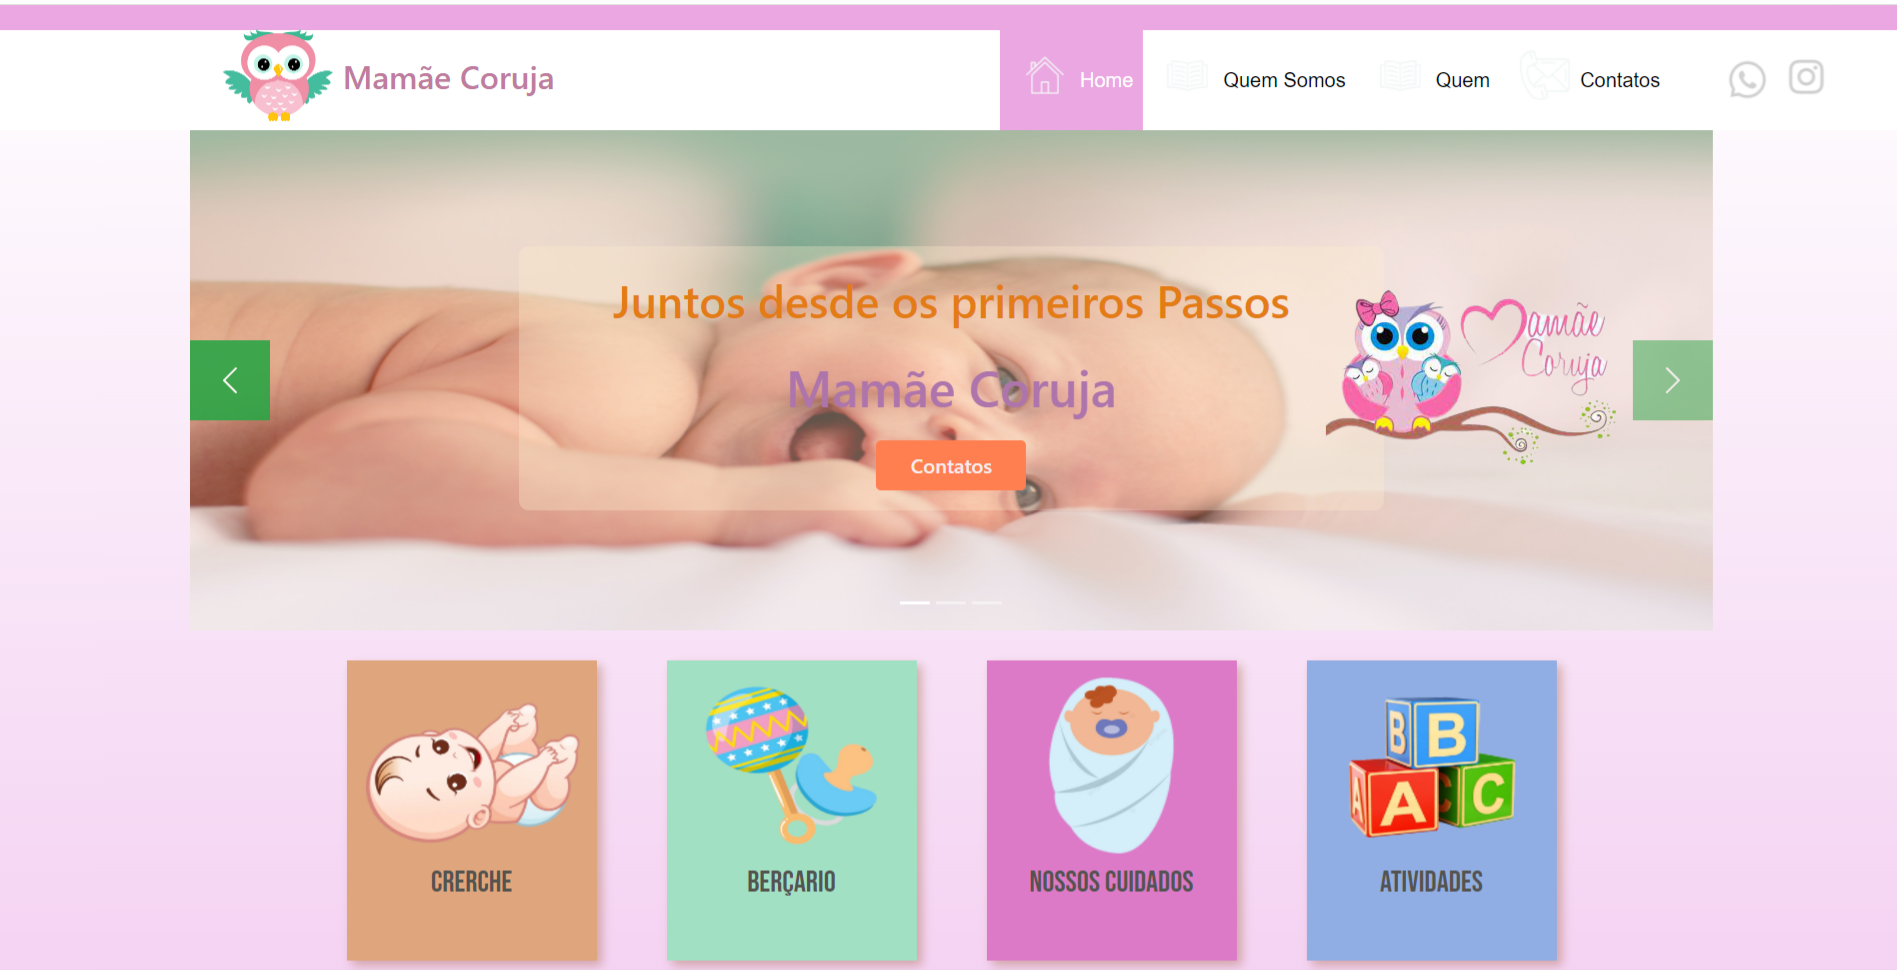 Mamãe Coruja
Home
Quem Somos
Quem
Contatos
Juntos desde os primeiros Passos
Mamãe Coruja
Contatos
Mamãe
Coruja
CRERCHE
BERÇARIO
NOSSOS CUIDADOS
ATIVIDADES
B
B
A
A
C
C